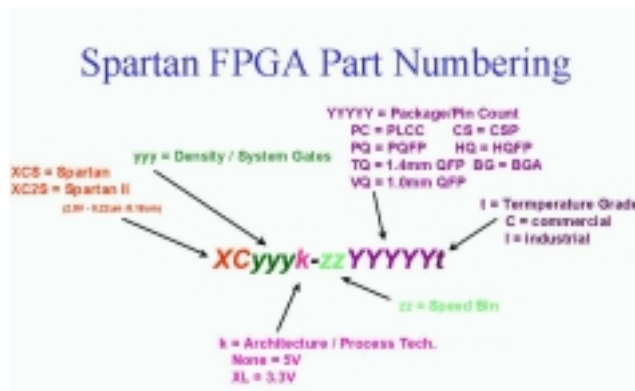 Spartan FPGA Part Numbering
YYYYY = Package/Pin Count
PC = PLCC CS = CSP
PQ = PQFP HQ = HQFP
TQ = 1.4mm QFP BG = BGA
VQ = 1.0mm QFP
yyy = Density / System Gates
XCS = Spartan
XC2S = Spartan II
t = Termperature Grade
C = commercial
I = industrial
XCyyyk-zzYYYYYt
zz = Speed Bin
k = Architecture / Process Tech.
None = 5V
XL = 3.3V